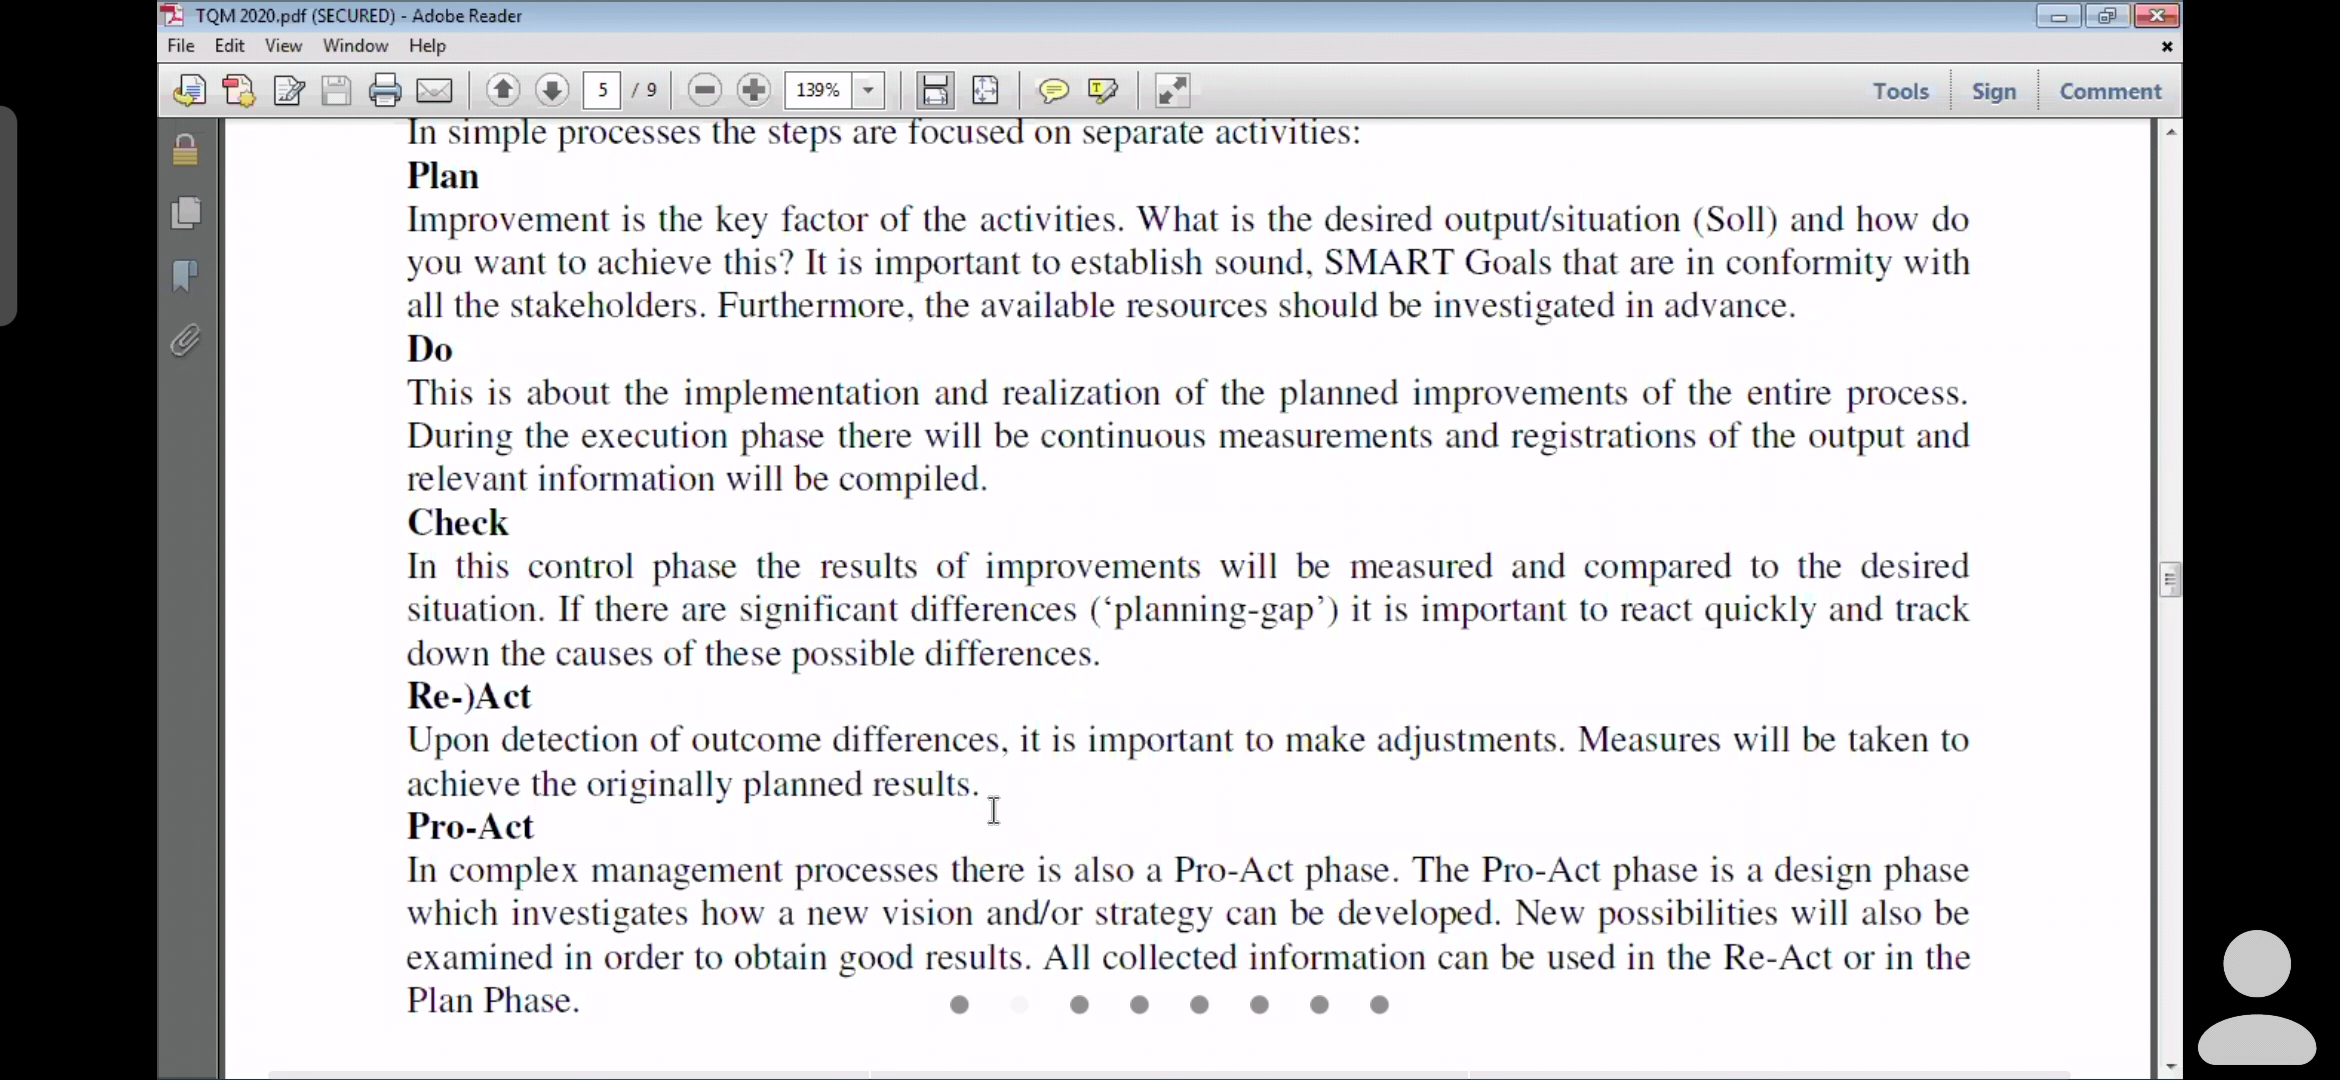 TQM 2020.pdf (SECURED) - Adobe Reader
File Edit View Window Help
5 / 9 139% Tools Sign Comment
In simple processes the steps are focused on separate activities:
Plan
Improvement is the key factor of the activities. What is the desired output/situation (Soll) and how do
you want to achieve this? It is important to establish sound, SMART Goals that are in conformity with
all the stakeholders. Furthermore, the available resources should be investigated in advance.
Do
This is about the implementation and realization of the planned improvements of the entire process.
During the execution phase there will be continuous measurements and registrations of the output and
relevant information will be compiled.
Check
In this control phase the results of improvements will be measured and compared to the desired
situation. If there are significant differences (‘planning-gap’) it is important to react quickly and track
down the causes of these possible differences.
Re-)Act
Upon detection of outcome differences, it is important to make adjustments. Measures will be taken to
achieve the originally planned results.
Pro-Act
In complex management processes there is also a Pro-Act phase. The Pro-Act phase is a design phase
which investigates how a new vision and/or strategy can be developed. New possibilities will also be
examined in order to obtain good results. All collected information can be used in the Re-Act or in the
Plan Phase.